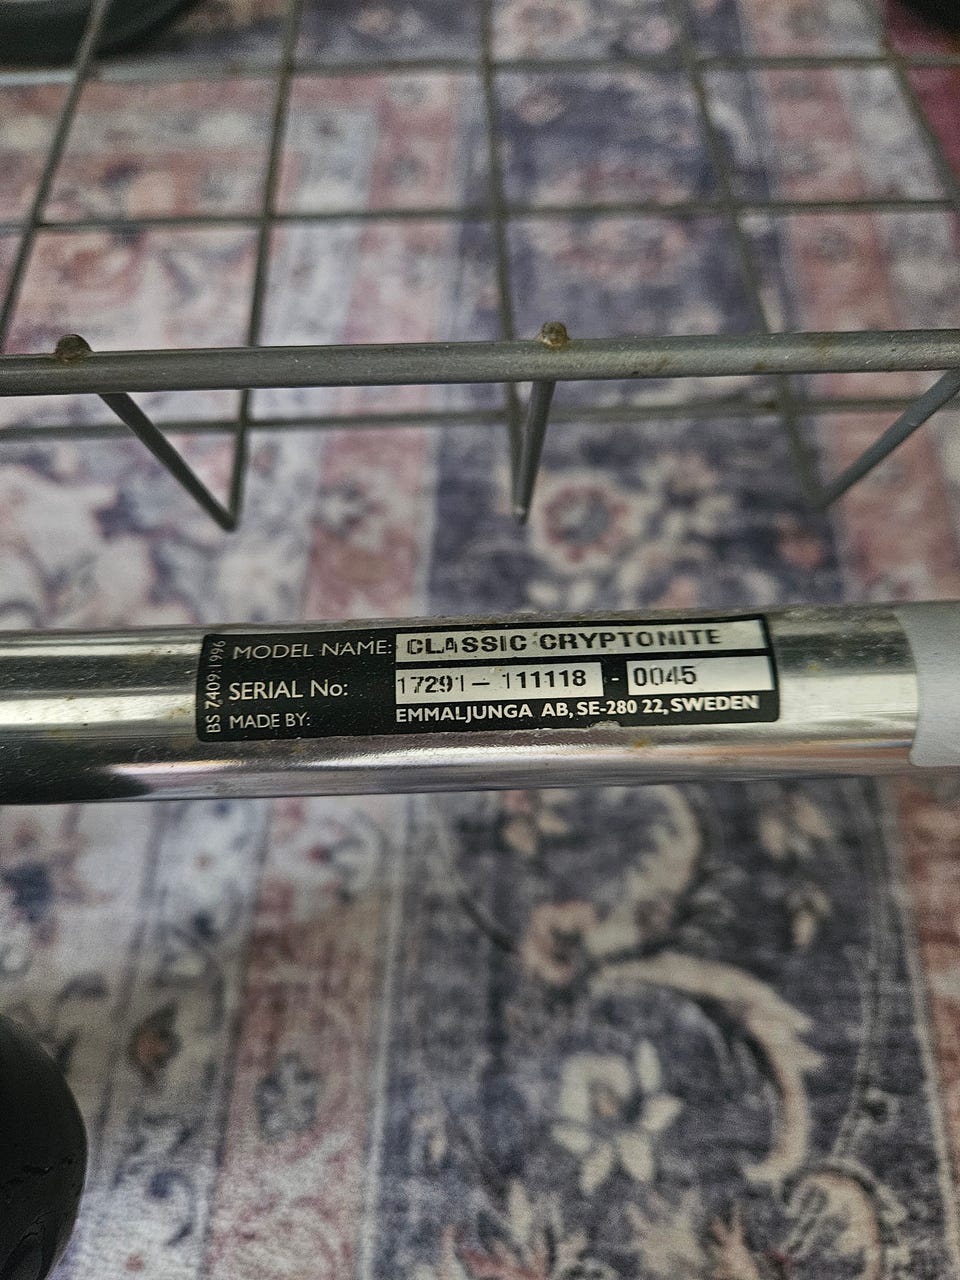 MODEL NAME: CLASSIC CRYPTONITE
SERIAL No: 17291-111118 - 0045
MADE BY: EMMALJUNGA AB, SE-280 22, SWEDEN
BS 7409:1996